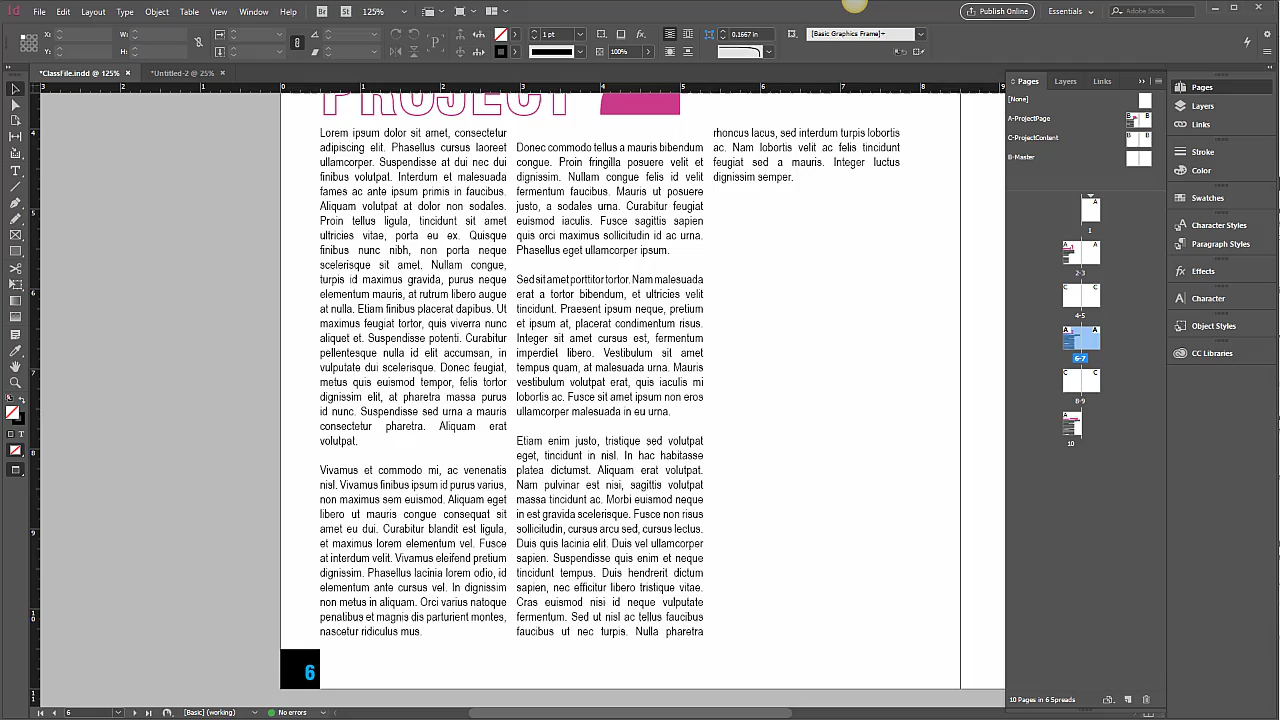 Id File Edit Layout Type Object Table View Window Help Br St 125% Publish Online Essentials Adobe Stock
X: W: 1 pt fx. 0.1667 in [Basic Graphics Frame]+
Y: H: 100%
*ClassFile.indd @ 125% × *Untitled-2 @ 25% ×
3 2 1 0 1 2 3 4 5 6 7 8 9
PROJECT
Lorem ipsum dolor sit amet, consectetur
adipiscing elit. Phasellus cursus laoreet
ullamcorper. Suspendisse at dui nec dui
finibus volutpat. Interdum et malesuada
fames ac ante ipsum primis in faucibus.
Aliquam volutpat at dolor non sodales.
Proin tellus ligula, tincidunt sit amet
ultricies vitae, porta eu ex. Quisque
finibus nunc nibh, non porta neque
scelerisque sit amet. Nullam congue,
turpis id maximus gravida, purus neque
elementum mauris, at rutrum libero augue
at nulla. Etiam finibus placerat dapibus. Ut
maximus feugiat tortor, quis viverra nunc
aliquet et. Suspendisse potenti. Curabitur
pellentesque nulla id elit accumsan, in
vulputate dui scelerisque. Donec feugiat,
metus quis euismod tempor, felis tortor
dignissim elit, at pharetra massa purus
id nunc. Suspendisse sed urna a mauris
consectetur pharetra. Aliquam erat
volutpat.
Vivamus et commodo mi, ac venenatis
nisl. Vivamus finibus ipsum id purus varius,
non maximus sem euismod. Aliquam eget
libero ut mauris congue consequat sit
amet eu dui. Curabitur blandit est ligula,
et maximus lorem elementum vel. Fusce
at interdum velit. Vivamus eleifend pretium
dignissim. Phasellus lacinia lorem odio, id
elementum ante cursus vel. In dignissim
non metus in aliquam. Orci varius natoque
penatibus et magnis dis parturient montes,
nascetur ridiculus mus.
Donec commodo tellus a mauris bibendum
congue. Proin fringilla posuere velit et
dignissim. Nullam congue felis id velit
fermentum faucibus. Mauris ut posuere
justo, a sodales urna. Curabitur feugiat
euismod iaculis. Fusce sagittis sapien
quis orci maximus sollicitudin id ac urna.
Phasellus eget ullamcorper ipsum.
Sed sit amet porttitor tortor. Nam malesuada
erat a tortor bibendum, et ultricies velit
tincidunt. Praesent ipsum neque, pretium
et ipsum at, placerat condimentum risus.
Integer sit amet cursus est, fermentum
imperdiet libero. Vestibulum sit amet
tempus quam, at malesuada urna. Mauris
vestibulum volutpat erat, quis iaculis mi
lobortis ac. Fusce sit amet ipsum non eros
ullamcorper malesuada in eu urna.
Etiam enim justo, tristique sed volutpat
eget, tincidunt in nisl. In hac habitasse
platea dictumst. Aliquam erat volutpat.
Nam pulvinar est nisi, sagittis volutpat
massa tincidunt ac. Morbi euismod neque
in est gravida scelerisque. Fusce non risus
sollicitudin, cursus arcu sed, cursus lectus.
Duis quis lacinia elit. Duis vel ullamcorper
sapien. Suspendisse quis enim et neque
tincidunt tempus. Duis hendrerit dictum
sapien, nec efficitur libero tristique vitae.
Cras euismod nisi id neque vulputate
fermentum. Sed ut nisl ac tellus faucibus
faucibus ut nec turpis. Nulla pharetra
rhoncus lacus, sed interdum turpis lobortis
ac. Nam lobortis velit ac felis tincidunt
feugiat sed a mauris. Integer luctus
dignissim semper.
6
Pages Layers Links
[None]
A-ProjectPage B B
C-ProjectContent B B
B-Master
A
1
A A
2-3
C C
4-5
A A
6-7
C C
8-9
A
10
10 Pages in 6 Spreads
Pages
Layers
Links
Stroke
Color
Swatches
Character Styles
Paragraph Styles
Effects
Character
Object Styles
CC Libraries
6 [Basic] (working) No errors